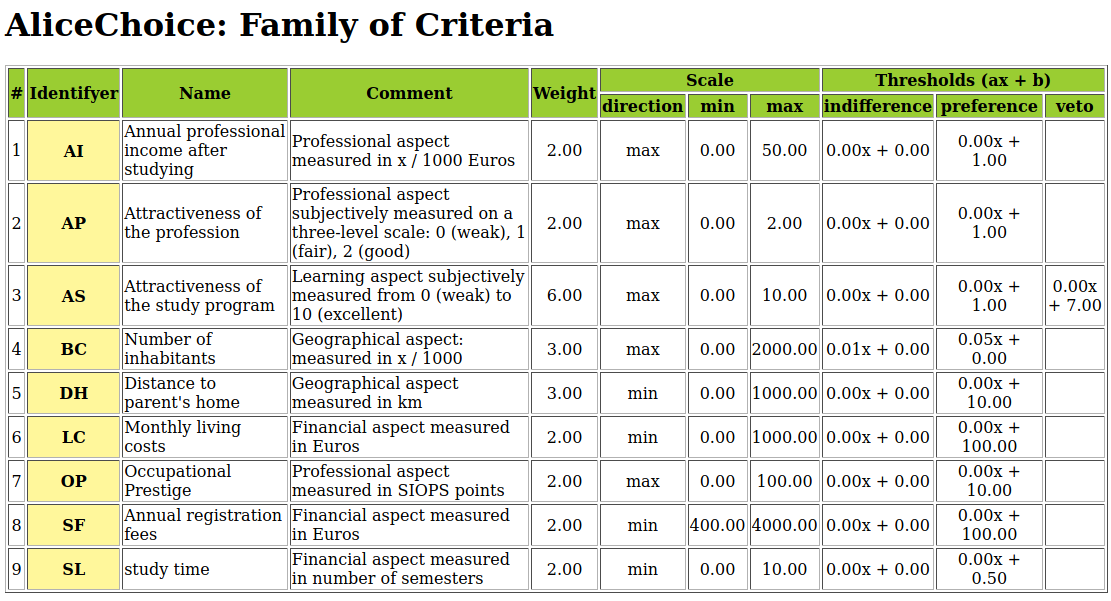 AliceChoice: Family of Criteria
# Identifyer Name Comment Weight Scale Thresholds (ax + b)
direction min max indifference preference veto
1 AI Annual professional income after studying Professional aspect measured in x / 1000 Euros 2.00 max 0.00 50.00 0.00x + 0.00 0.00x + 1.00
2 AP Attractiveness of the profession Professional aspect subjectively measured on a three-level scale: 0 (weak), 1 (fair), 2 (good) 2.00 max 0.00 2.00 0.00x + 0.00 0.00x + 1.00
3 AS Attractiveness of the study program Learning aspect subjectively measured from 0 (weak) to 10 (excellent) 6.00 max 0.00 10.00 0.00x + 0.00 0.00x + 1.00 0.00x + 7.00
4 BC Number of inhabitants Geographical aspect: measured in x / 1000 3.00 max 0.00 2000.00 0.01x + 0.00 0.05x + 0.00
5 DH Distance to parent's home Geographical aspect measured in km 3.00 min 0.00 1000.00 0.00x + 0.00 0.00x + 10.00
6 LC Monthly living costs Financial aspect measured in Euros 2.00 min 0.00 1000.00 0.00x + 0.00 0.00x + 100.00
7 OP Occupational Prestige Professional aspect measured in SIOPS points 2.00 max 0.00 100.00 0.00x + 0.00 0.00x + 10.00
8 SF Annual registration fees Financial aspect measured in Euros 2.00 min 400.00 4000.00 0.00x + 0.00 0.00x + 100.00
9 SL study time Financial aspect measured in number of semesters 2.00 min 0.00 10.00 0.00x + 0.00 0.00x + 0.50